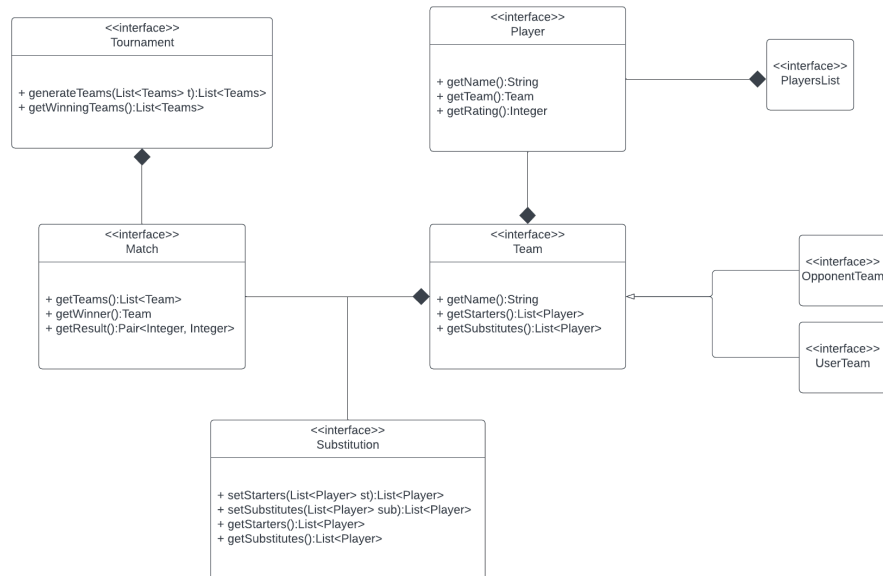 <<interface>>
Tournament
+ generateTeams(List<Teams> t):List<Teams>
+ getWinningTeams():List<Teams>
<<interface>>
Player
+ getName():String
+ getTeam():Team
+ getRating():Integer
<<interface>>
PlayersList
<<interface>>
Match
+ getTeams():List<Team>
+ getWinner():Team
+ getResult():Pair<Integer, Integer>
<<interface>>
Team
+ getName():String
+ getStarters():List<Player>
+ getSubstitutes():List<Player>
<<interface>>
OpponentTeam
<<interface>>
UserTeam
<<interface>>
Substitution
+ setStarters(List<Player> st):List<Player>
+ setSubstitutes(List<Player> sub):List<Player>
+ getStarters():List<Player>
+ getSubstitutes():List<Player>